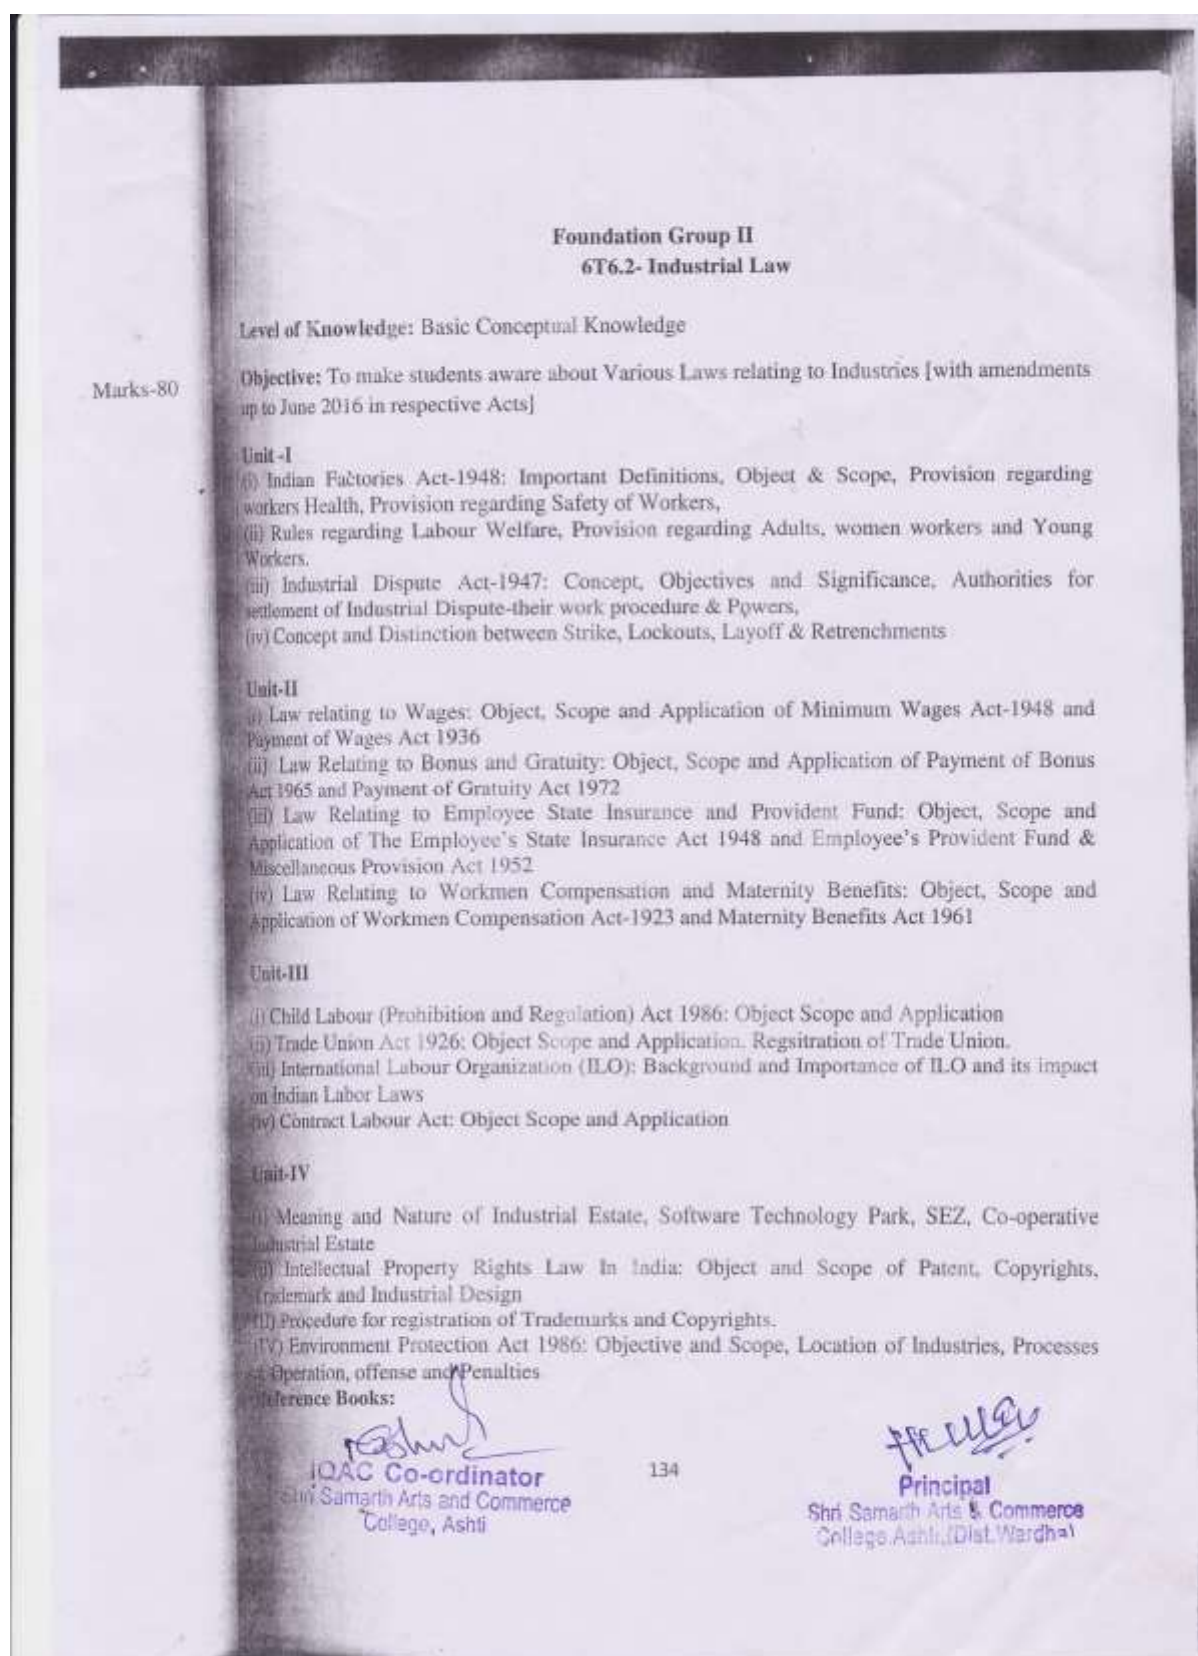 Foundation Group II
6T6.2- Industrial Law
Level of Knowledge: Basic Conceptual Knowledge
Marks-80
Objective: To make students aware about Various Laws relating to Industries [with amendments
up to June 2016 in respective Acts]
Unit -I
(i) Indian Factories Act-1948: Important Definitions, Object & Scope, Provision regarding
workers Health, Provision regarding Safety of Workers,
(ii) Rules regarding Labour Welfare, Provision regarding Adults, women workers and Young
Workers.
(iii) Industrial Dispute Act-1947: Concept, Objectives and Significance, Authorities for
settlement of Industrial Dispute-their work procedure & Powers,
(iv) Concept and Distinction between Strike, Lockouts, Layoff & Retrenchments
Unit-II
(i) Law relating to Wages: Object, Scope and Application of Minimum Wages Act-1948 and
Payment of Wages Act 1936
(ii) Law Relating to Bonus and Gratuity: Object, Scope and Application of Payment of Bonus
Act 1965 and Payment of Gratuity Act 1972
(iii) Law Relating to Employee State Insurance and Provident Fund: Object, Scope and
Application of The Employee's State Insurance Act 1948 and Employee's Provident Fund &
Miscellaneous Provision Act 1952
(iv) Law Relating to Workmen Compensation and Maternity Benefits: Object, Scope and
Application of Workmen Compensation Act-1923 and Maternity Benefits Act 1961
Unit-III
(i) Child Labour (Prohibition and Regulation) Act 1986: Object Scope and Application
(ii) Trade Union Act 1926: Object Scope and Application. Regsitration of Trade Union.
(iii) International Labour Organization (ILO): Background and Importance of ILO and its impact
on Indian Labor Laws
(iv) Contract Labour Act: Object Scope and Application
Unit-IV
(i) Meaning and Nature of Industrial Estate, Software Technology Park, SEZ, Co-operative
Industrial Estate
(ii) Intellectual Property Rights Law In India: Object and Scope of Patent, Copyrights,
Trademark and Industrial Design
(III) Procedure for registration of Trademarks and Copyrights.
(IV) Environment Protection Act 1986: Objective and Scope, Location of Industries, Processes
& Operation, offense and Penalties
Reference Books:
134
IQAC Co-ordinator
Shri Samarth Arts and Commerce
College, Ashti
Principal
Shri Samarth Arts & Commerce
College,Ashti,(Dist.Wardha)